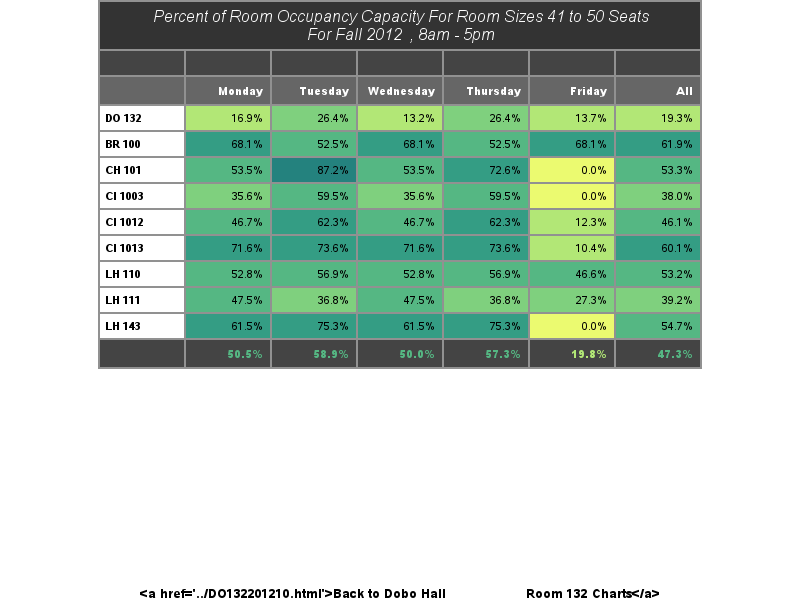 Percent of Room Occupancy Capacity For Room Sizes 41 to 50 Seats
For Fall 2012 , 8am - 5pm
Monday Tuesday Wednesday Thursday Friday All
DO 132 16.9% 26.4% 13.2% 26.4% 13.7% 19.3%
BR 100 68.1% 52.5% 68.1% 52.5% 68.1% 61.9%
CH 101 53.5% 87.2% 53.5% 72.6% 0.0% 53.3%
CI 1003 35.6% 59.5% 35.6% 59.5% 0.0% 38.0%
CI 1012 46.7% 62.3% 46.7% 62.3% 12.3% 46.1%
CI 1013 71.6% 73.6% 71.6% 73.6% 10.4% 60.1%
LH 110 52.8% 56.9% 52.8% 56.9% 46.6% 53.2%
LH 111 47.5% 36.8% 47.5% 36.8% 27.3% 39.2%
LH 143 61.5% 75.3% 61.5% 75.3% 0.0% 54.7%
50.5% 58.9% 50.0% 57.3% 19.8% 47.3%
<a href='../DO132201210.html'>Back to Dobo Hall Room 132 Charts</a>